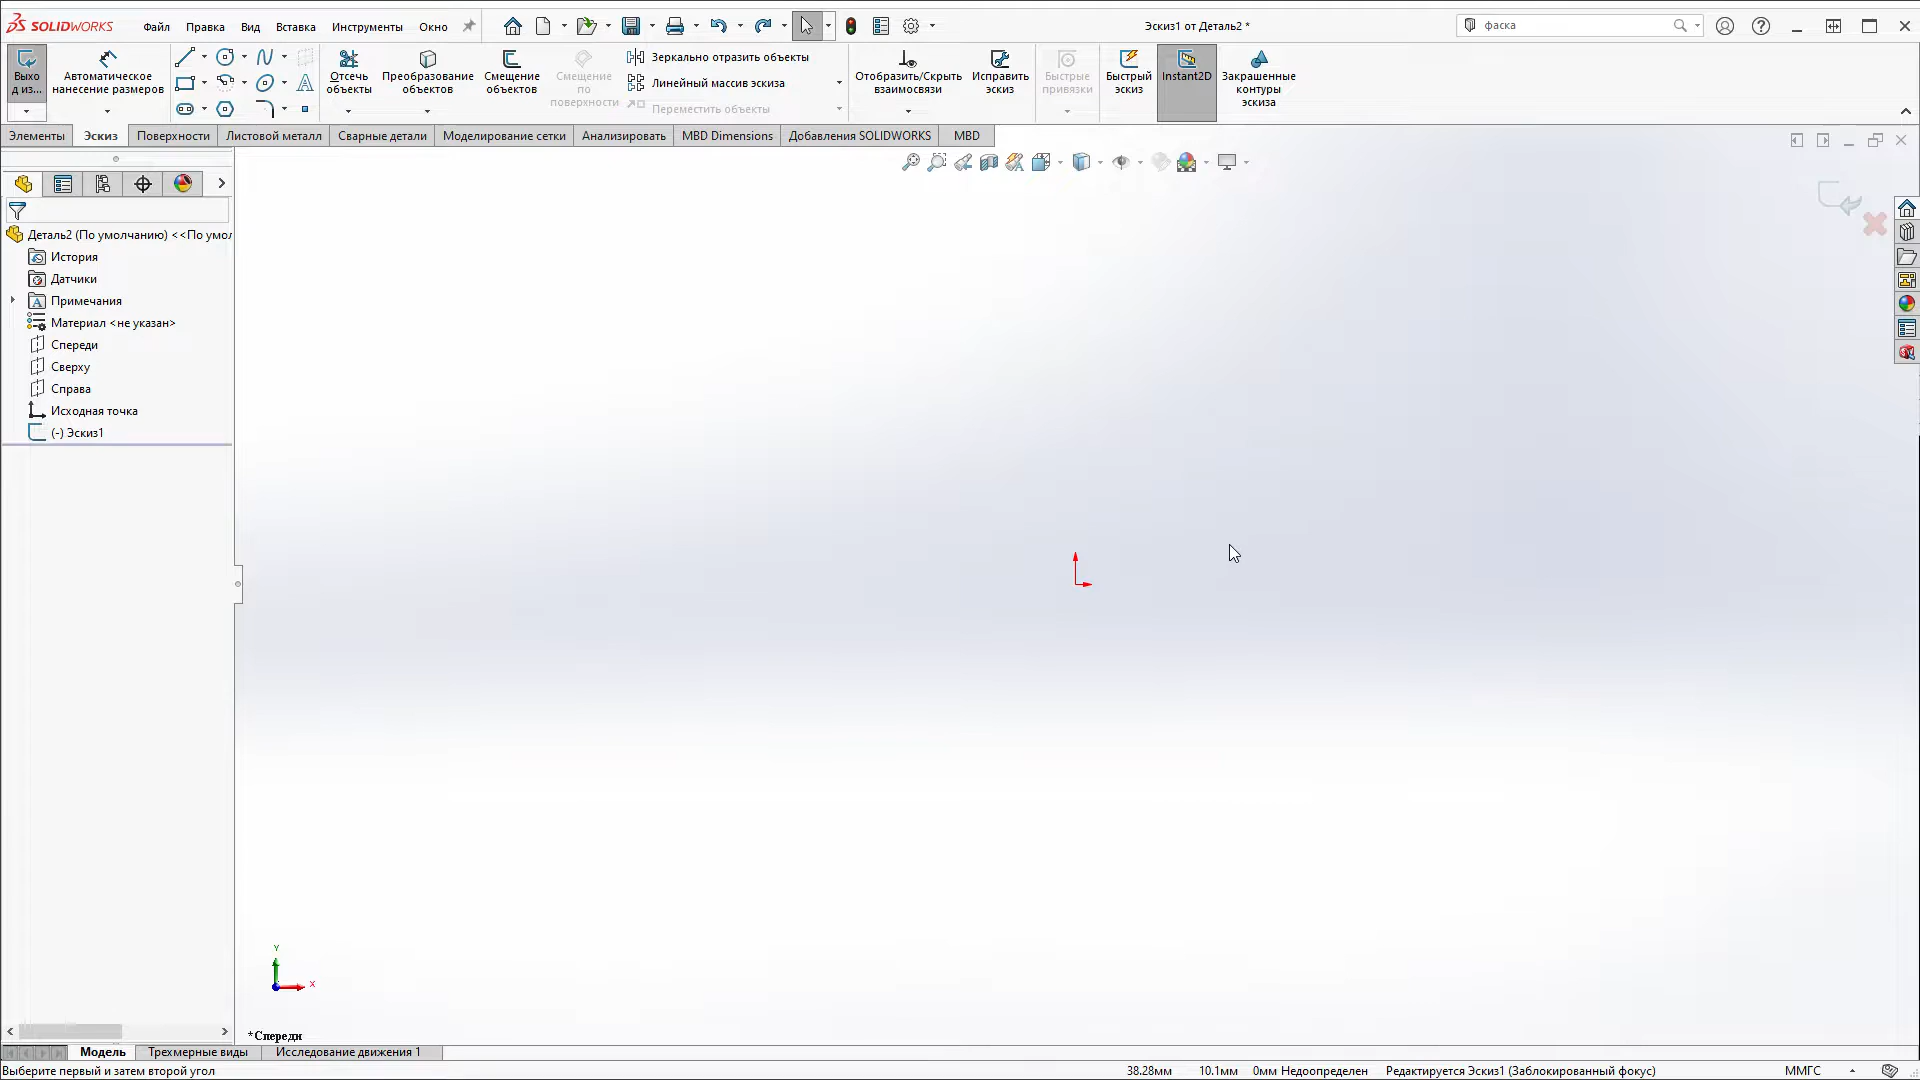 SOLIDWORKS
Файл
Правка
Вид
Вставка
Инструменты
Окно
Эскиз1 от Деталь2 *
фаска
Выхо
д из...
Автоматическое
нанесение размеров
Отсечь
объекты
Преобразование
объектов
Смещение
объектов
Смещение
по
поверхности
Зеркально отразить объекты
Линейный массив эскиза
Переместить объекты
Отобразить/Скрыть
взаимосвязи
Исправить
эскиз
Быстрые
привязки
Быстрый
эскиз
Instant2D
Закрашенные
контуры
эскиза
Элементы
Эскиз
Поверхности
Листовой металл
Сварные детали
Моделирование сетки
Анализировать
MBD Dimensions
Добавления SOLIDWORKS
MBD
Деталь2 (По умолчанию) <<По умол
История
Датчики
Примечания
Материал <не указан>
Спереди
Сверху
Справа
Исходная точка
(-) Эскиз1
Y
X
*Спереди
Модель
Трехмерные виды
Исследование движения 1
Выберите первый и затем второй угол
38.28мм
10.1мм
0мм Недоопределен
Редактируется Эскиз1 (Заблокированный фокус)
ММГС